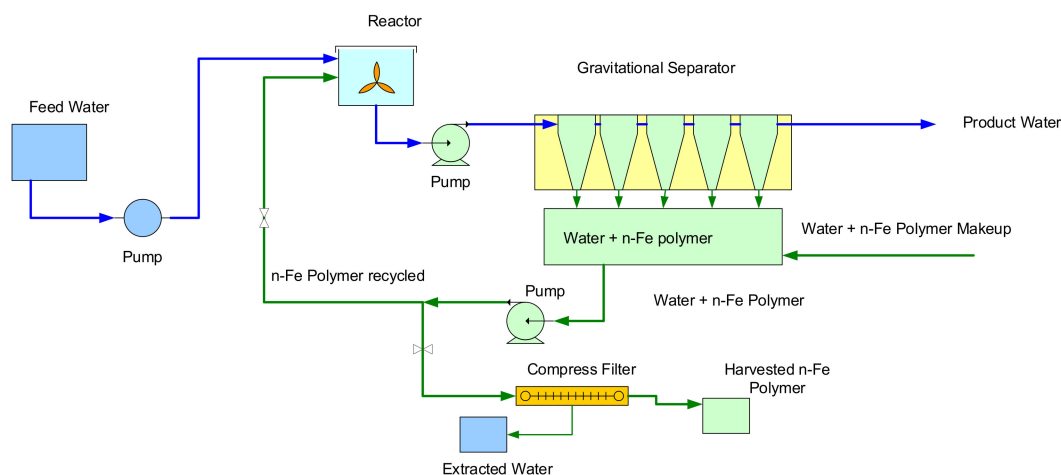 Reactor
Gravitational Separator
Feed Water
Product Water
Pump
Water + n-Fe Polymer Makeup
Water + n-Fe polymer
Pump
n-Fe Polymer recycled
Pump
Water + n-Fe Polymer
Compress Filter
Harvested n-Fe
Polymer
Extracted Water